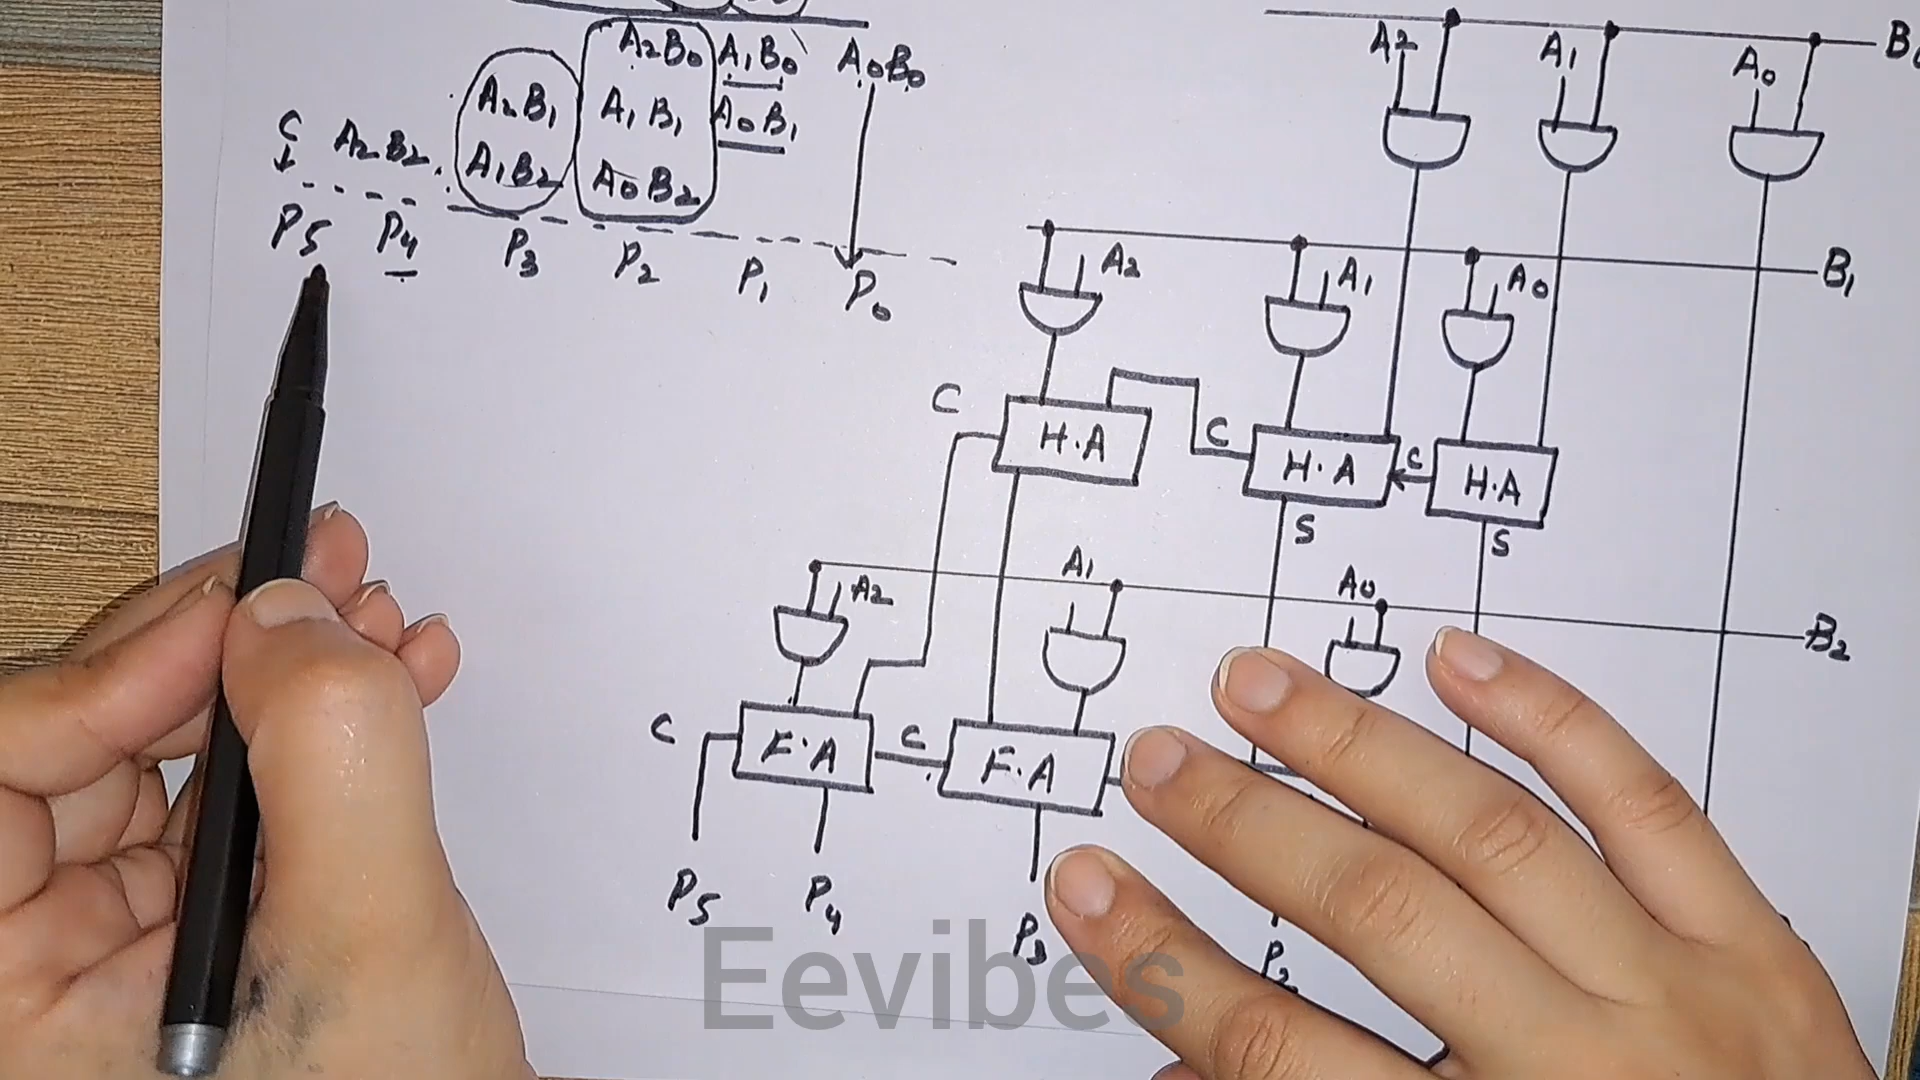 A2B0 A1B0 A0B0
A2B1 A1B1 A0B1
C A2B2 A1B2 A0B2
P5 P4 P3 P2 P1 P0
A2 A1 A0
A2 A1 A0 B1
C H.A C H.A C H.A
S S
A2 A1 A0 B2
C F.A C F.A
P5 P4 P3 P2
Eevibes